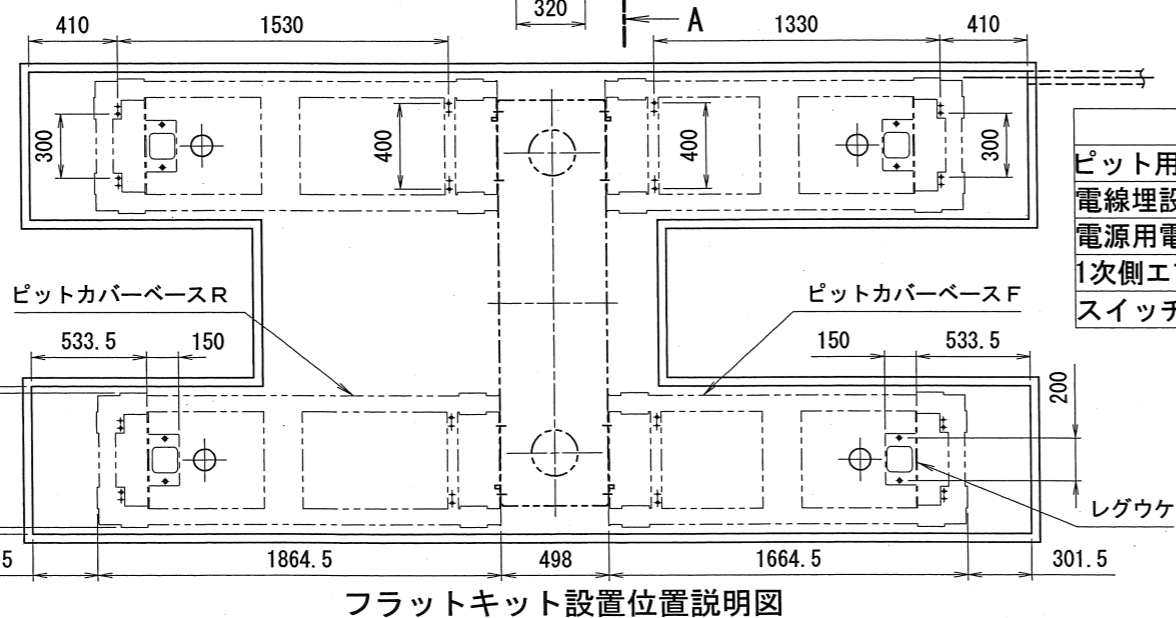 320
A
410 1530 1330 410
300 400 400 300
ピット用
電線埋設
電源用電
1次側エ
スイッチ
ピットカバーベースR
ピットカバーベースF
533.5 150 150 533.5
200
レグウケ
5 1864.5 498 1664.5 301.5
フラットキット設置位置説明図